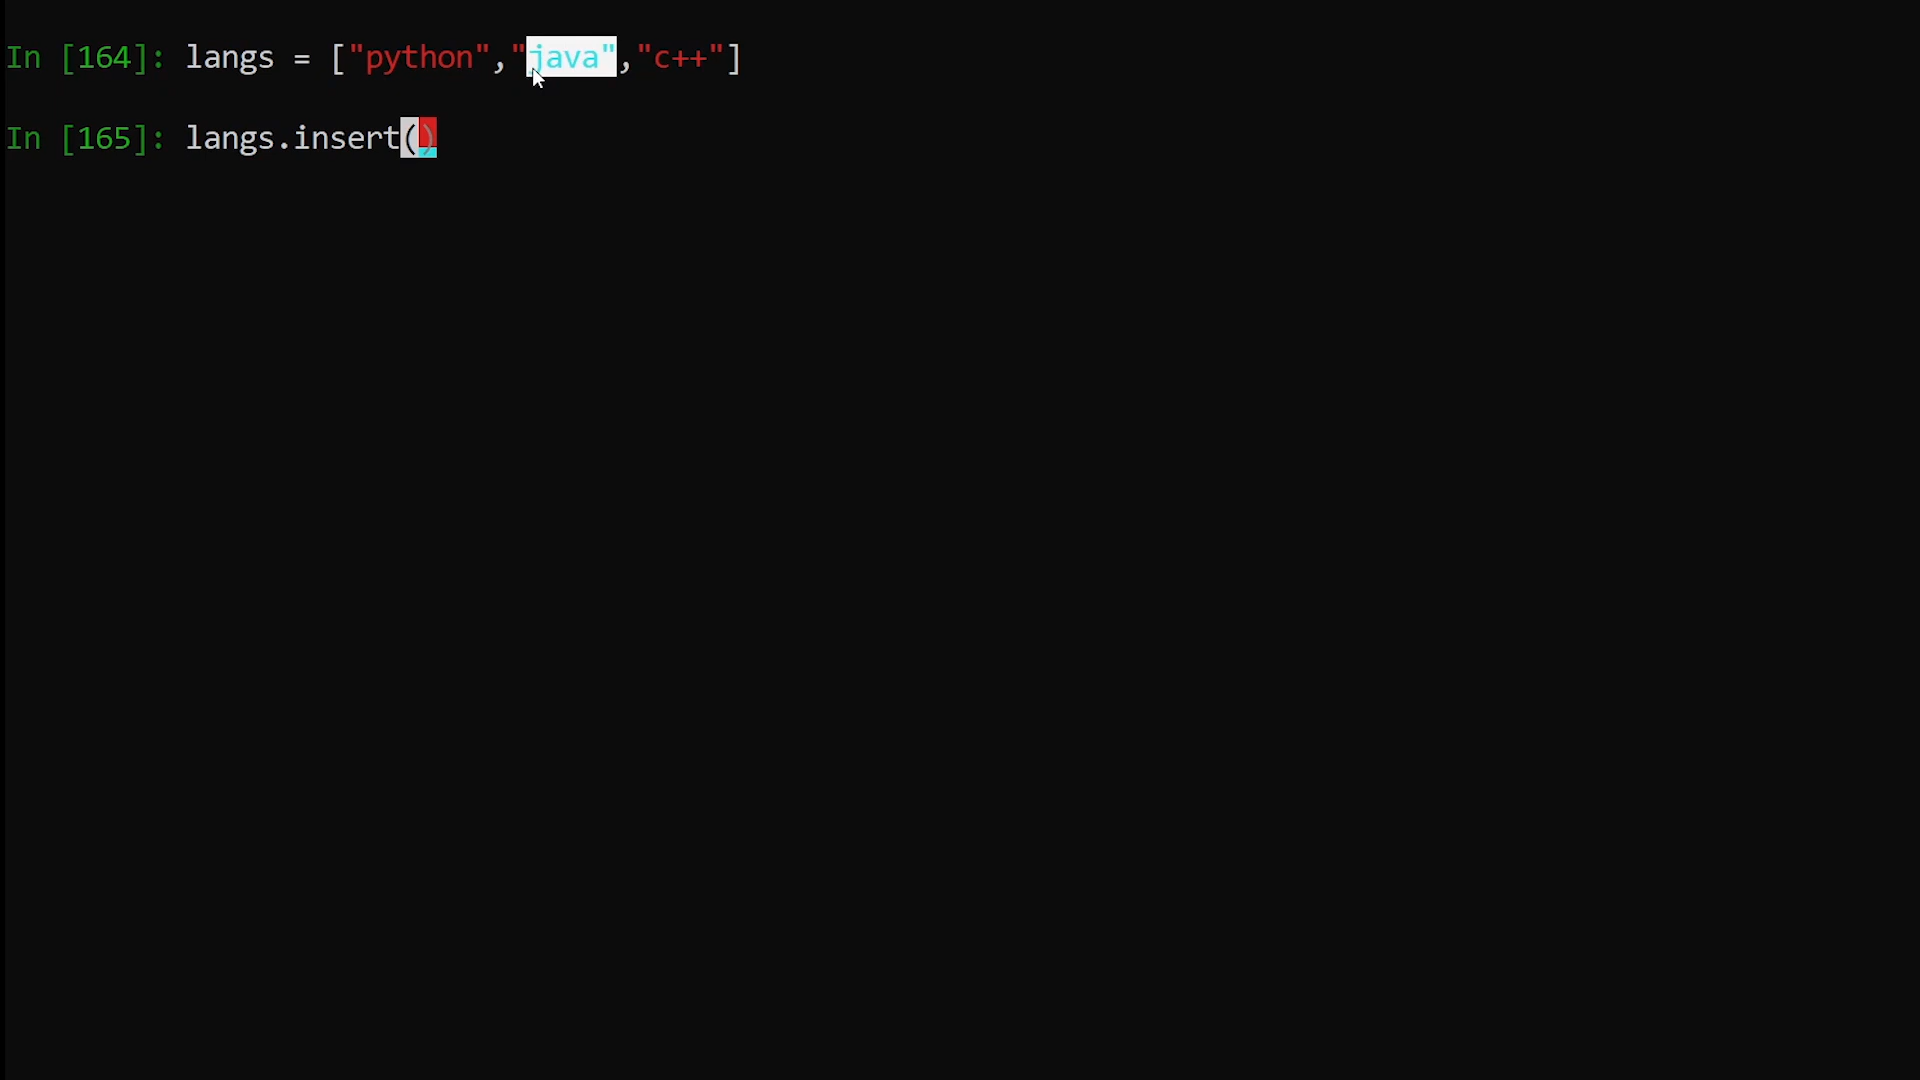 In [164]: langs = ["python","java","c++"]
In [165]: langs.insert()